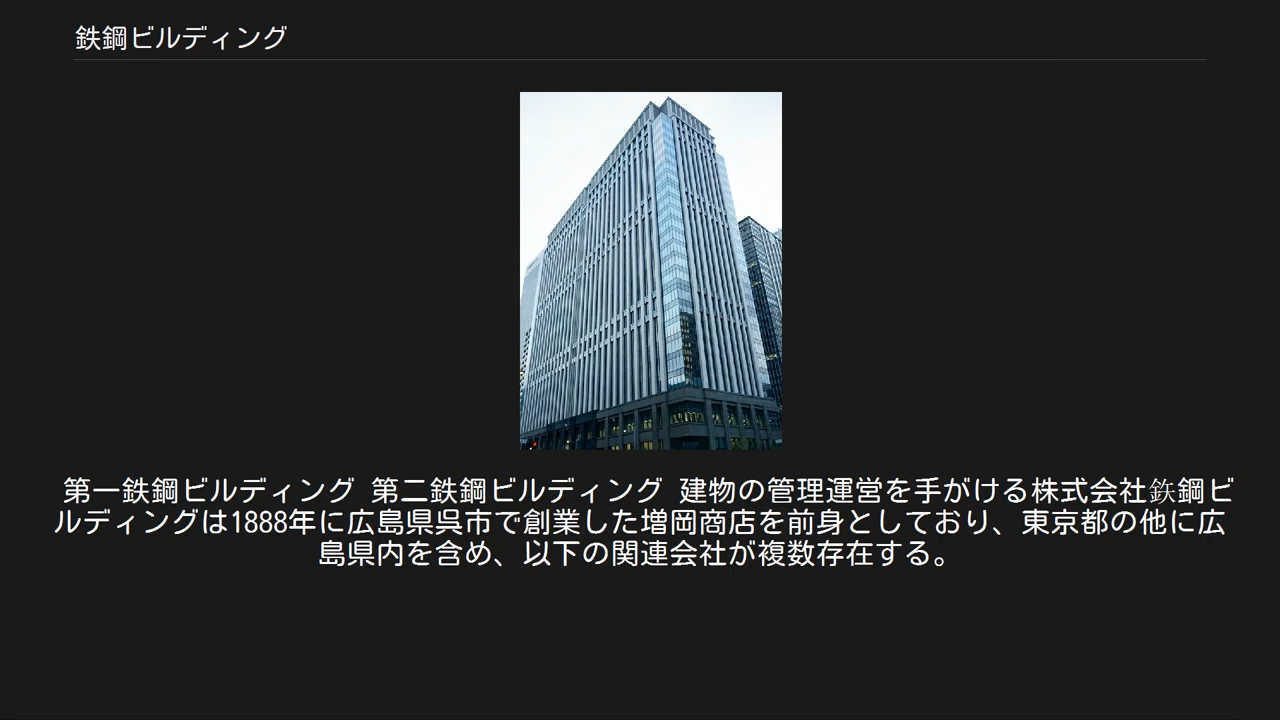 鉄鋼ビルディング
第一鉄鋼ビルディング 第二鉄鋼ビルディング 建物の管理運営を手がける株式会社鉃鋼ビ
ルディングは1888年に広島県呉市で創業した増岡商店を前身としており、東京都の他に広
島県内を含め、以下の関連会社が複数存在する。